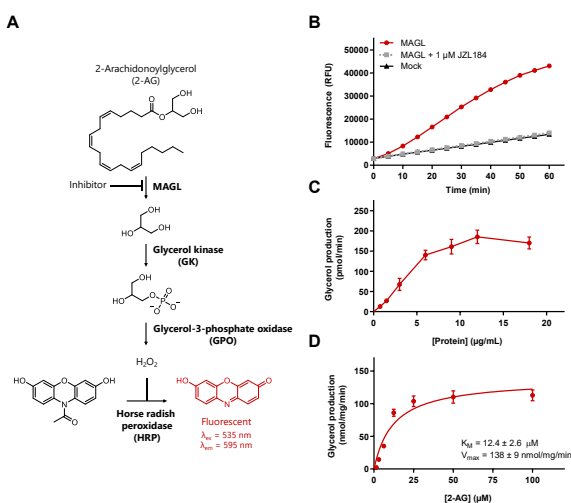 A
2-Arachidonoylglycerol
(2-AG)
OH
O
O
OH
Inhibitor
MAGL
OH
HO
OH
Glycerol kinase
(GK)
OH
HO
O
P
O
O⁻
O⁻
Glycerol-3-phosphate oxidase
(GPO)
H₂O₂
HO
O
OH
N
O
HO
O
O
N
Horse radish
peroxidase
(HRP)
Fluorescent
λex = 535 nm
λem = 595 nm
B
MAGL
MAGL + 1 µM JZL184
Mock
Fluorescence
(RFU)
50000
40000
30000
20000
10000
0
0 10 20 30 40 50 60
Time (min)
C
Glycerol production
(pmol/min)
250
200
150
100
50
0
0 5 10 15 20
[Protein] (µg/mL)
D
Glycerol production
(nmol/mg/min)
200
150
100
50
0
0 25 50 75 100
[2-AG] (µM)
KM = 12.4 ± 2.6 µM
Vmax = 138 ± 9 nmol/mg/min